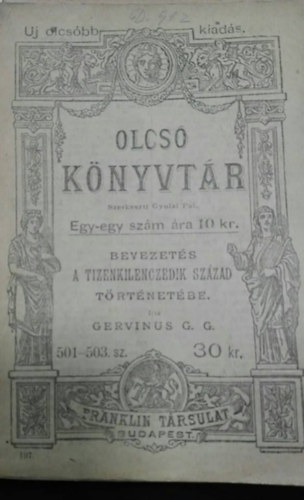 Uj olcsóbb kiadás.
OLCSÓ
KÖNYVTÁR
Szerkeszti Gyulai Pál.
Egy-egy szám ára 10 kr.
BEVEZETÉS
A TIZENKILENCZEDIK SZÁZAD
TÖRTÉNETÉBE.
Irta
GERVINUS G. G.
501–503. sz. 30 kr.
FRANKLIN TÁRSULAT
BUDAPEST.